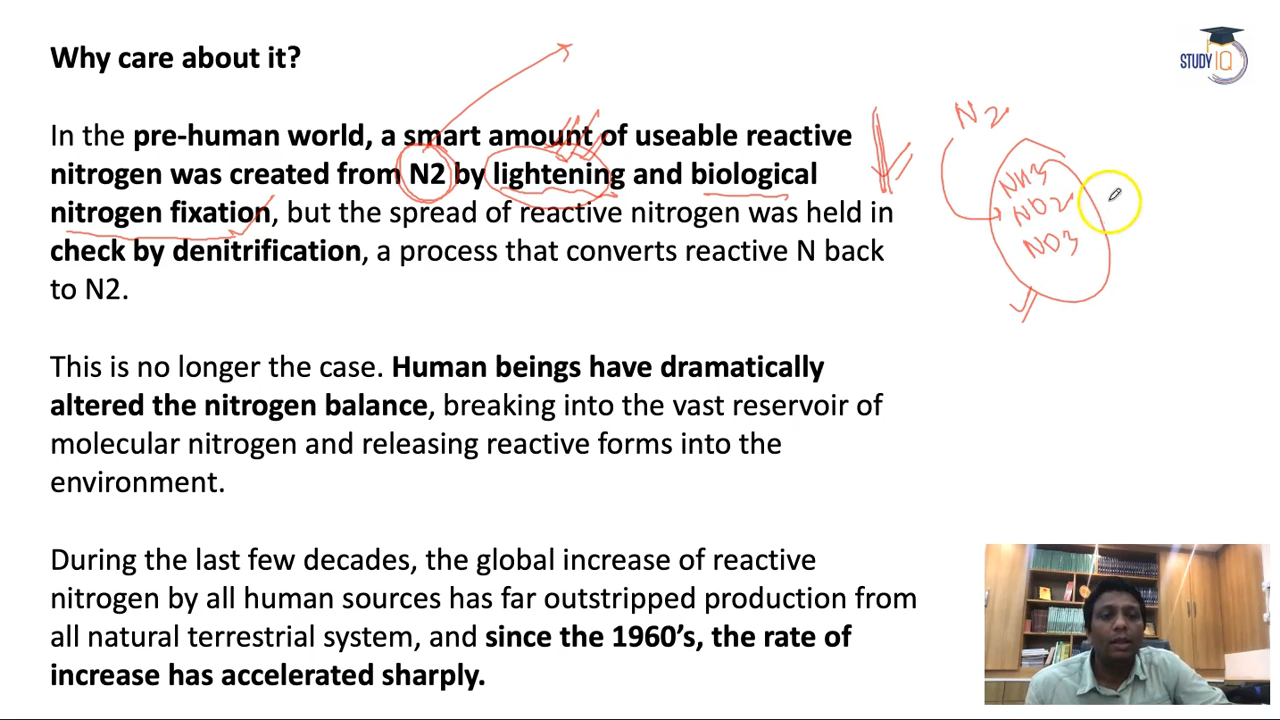 Why care about it?
STUDY IQ
In the pre-human world, a smart amount of useable reactive
nitrogen was created from N2 by lightening and biological
nitrogen fixation, but the spread of reactive nitrogen was held in
check by denitrification, a process that converts reactive N back
to N2.
N2
NH3
NO2
NO3
This is no longer the case. Human beings have dramatically
altered the nitrogen balance, breaking into the vast reservoir of
molecular nitrogen and releasing reactive forms into the
environment.
During the last few decades, the global increase of reactive
nitrogen by all human sources has far outstripped production from
all natural terrestrial system, and since the 1960’s, the rate of
increase has accelerated sharply.